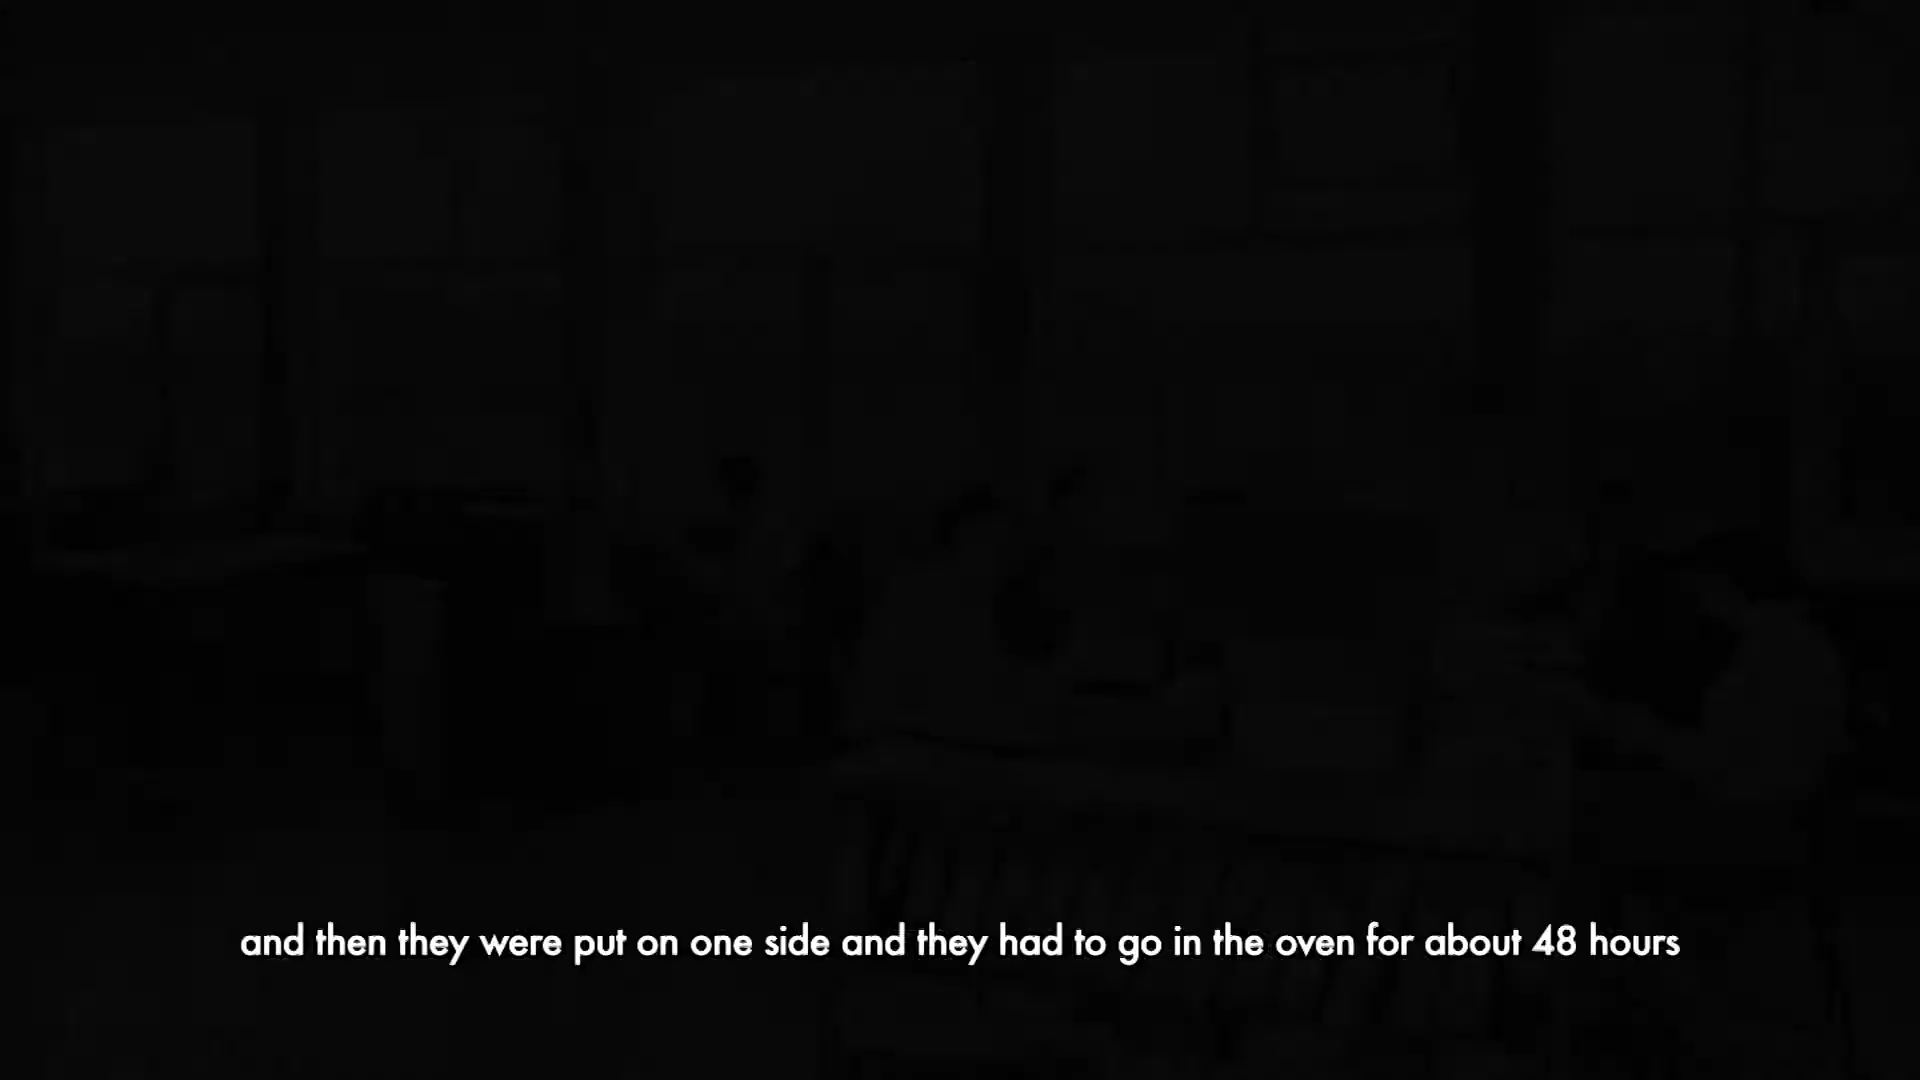 and then they were put on one side and they had to go in the oven for about 48 hours